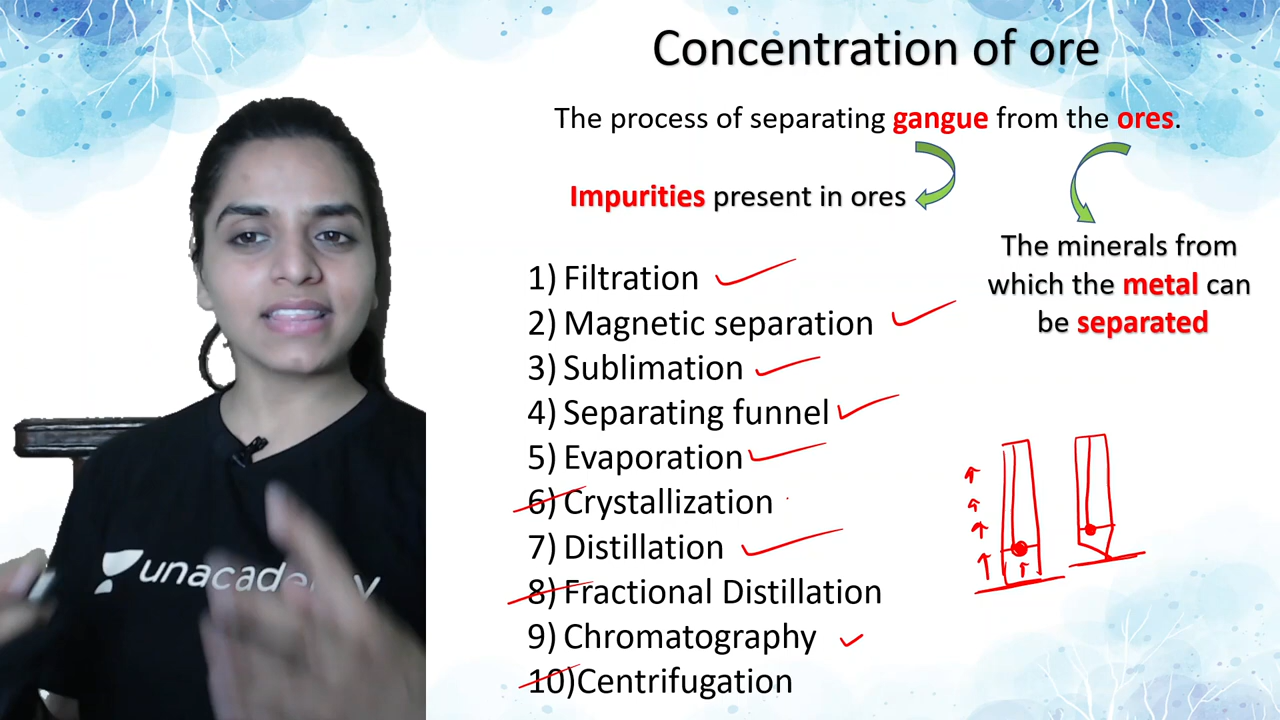 Concentration of ore
The process of separating gangue from the ores.
Impurities present in ores
The minerals from
which the metal can
be separated
1) Filtration
2) Magnetic separation
3) Sublimation
4) Separating funnel
5) Evaporation
6) Crystallization
7) Distillation
8) Fractional Distillation
9) Chromatography
10)Centrifugation
unacademy